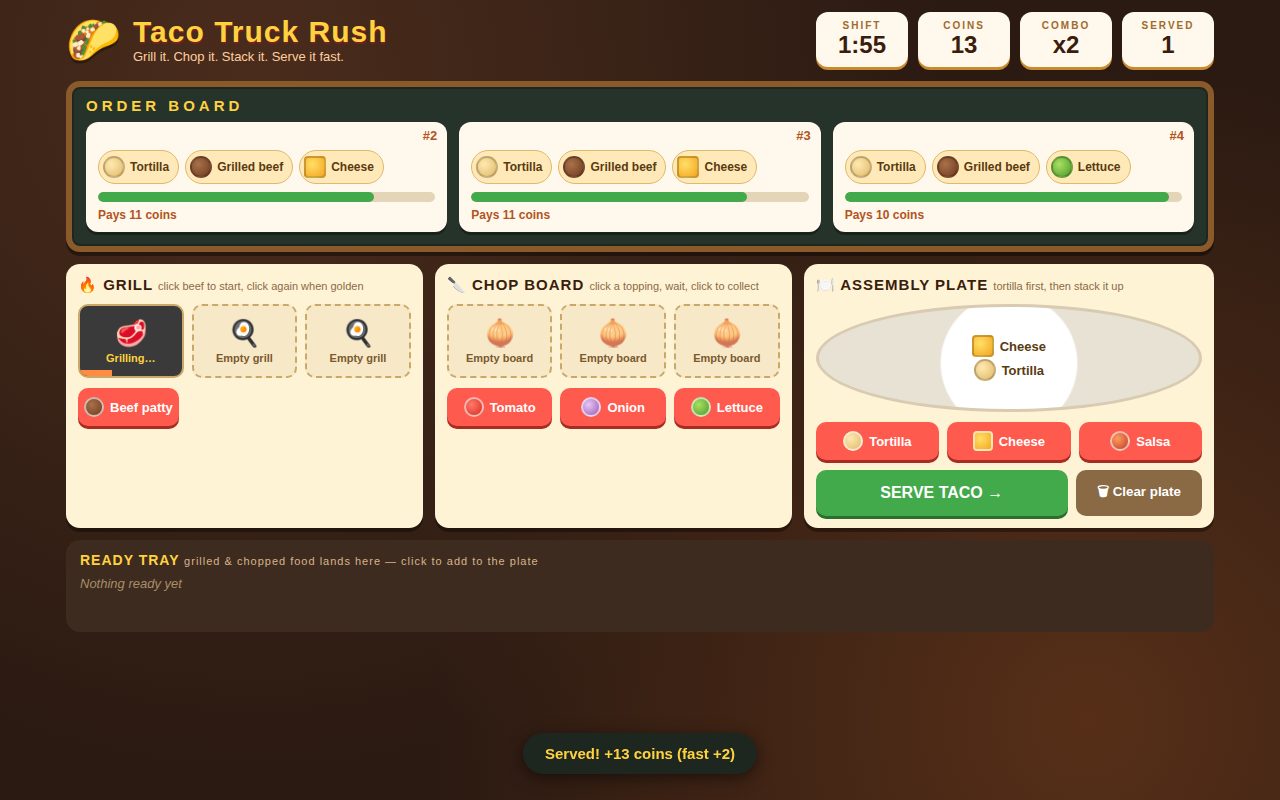 Taco Truck Rush
Grill it. Chop it. Stack it. Serve it fast.
SHIFT
1:55
COINS
13
COMBO
x2
SERVED
1
ORDER BOARD
#2
Tortilla Grilled beef Cheese
Pays 11 coins
#3
Tortilla Grilled beef Cheese
Pays 11 coins
#4
Tortilla Grilled beef Lettuce
Pays 10 coins
GRILL click beef to start, click again when golden
Grilling… Empty grill Empty grill
Beef patty
CHOP BOARD click a topping, wait, click to collect
Empty board Empty board Empty board
Tomato Onion Lettuce
ASSEMBLY PLATE tortilla first, then stack it up
Cheese
Tortilla
Tortilla Cheese Salsa
SERVE TACO → Clear plate
READY TRAY grilled & chopped food lands here — click to add to the plate
Nothing ready yet
Served! +13 coins (fast +2)